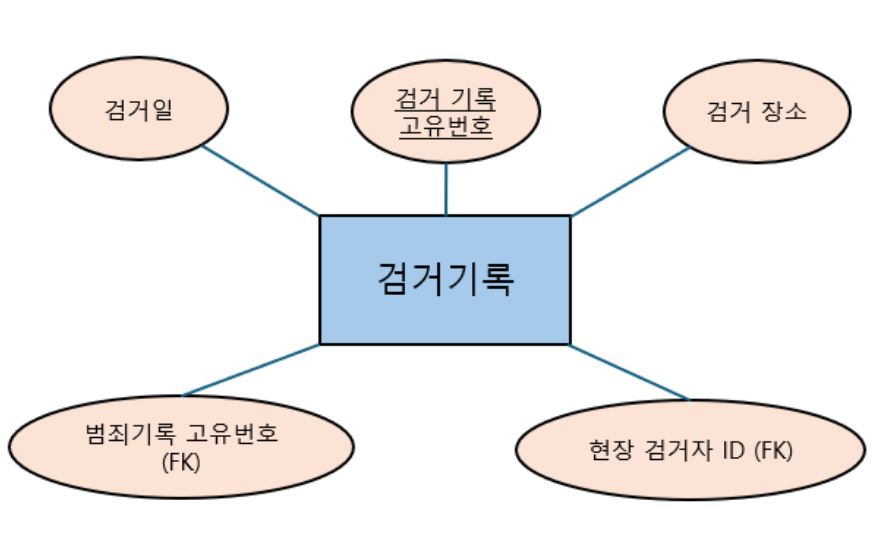 검거일
검거 기록
고유번호
검거 장소
검거기록
범죄기록 고유번호
(FK)
현장 검거자 ID (FK)